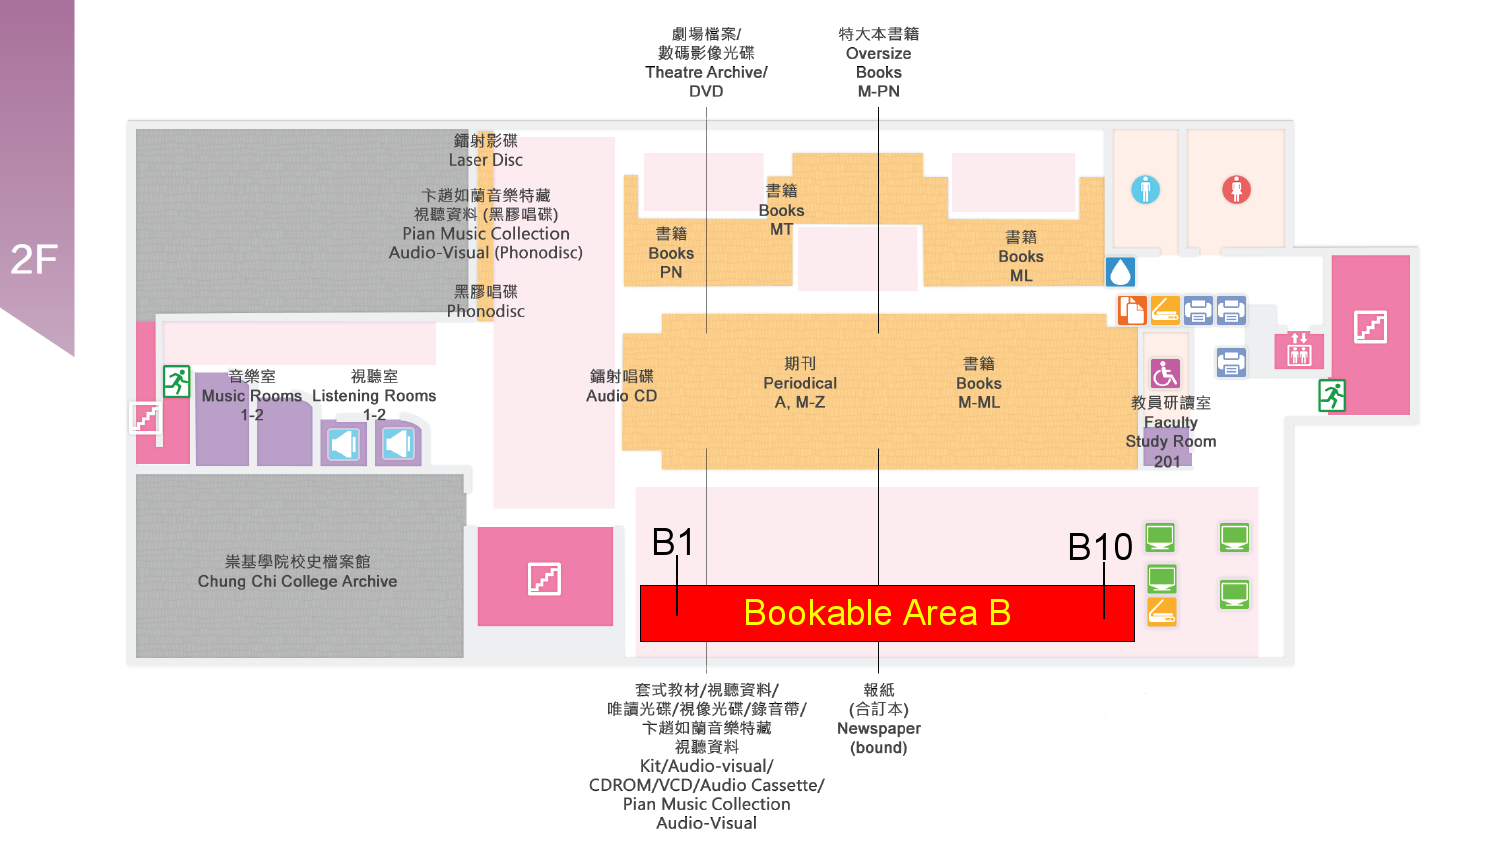 2F
劇場檔案/
數碼影像光碟
Theatre Archive/
DVD
特大本書籍
Oversize
Books
M-PN
鐳射影碟
Laser Disc
卞趙如蘭音樂特藏
視聽資料 (黑膠唱碟)
Pian Music Collection
Audio-Visual (Phonodisc)
黑膠唱碟
Phonodisc
書籍
Books
MT
書籍
Books
PN
書籍
Books
ML
音樂室
Music Rooms
1-2
視聽室
Listening Rooms
1-2
鐳射唱碟
Audio CD
期刊
Periodical
A, M-Z
書籍
Books
M-ML
教員研讀室
Faculty
Study Room
201
崇基學院校史檔案館
Chung Chi College Archive
B1
B10
Bookable Area B
套式教材/視聽資料/
唯讀光碟/視像光碟/錄音帶/
卞趙如蘭音樂特藏
視聽資料
Kit/Audio-visual/
CDROM/VCD/Audio Cassette/
Pian Music Collection
Audio-Visual
報紙
(合訂本)
Newspaper
(bound)